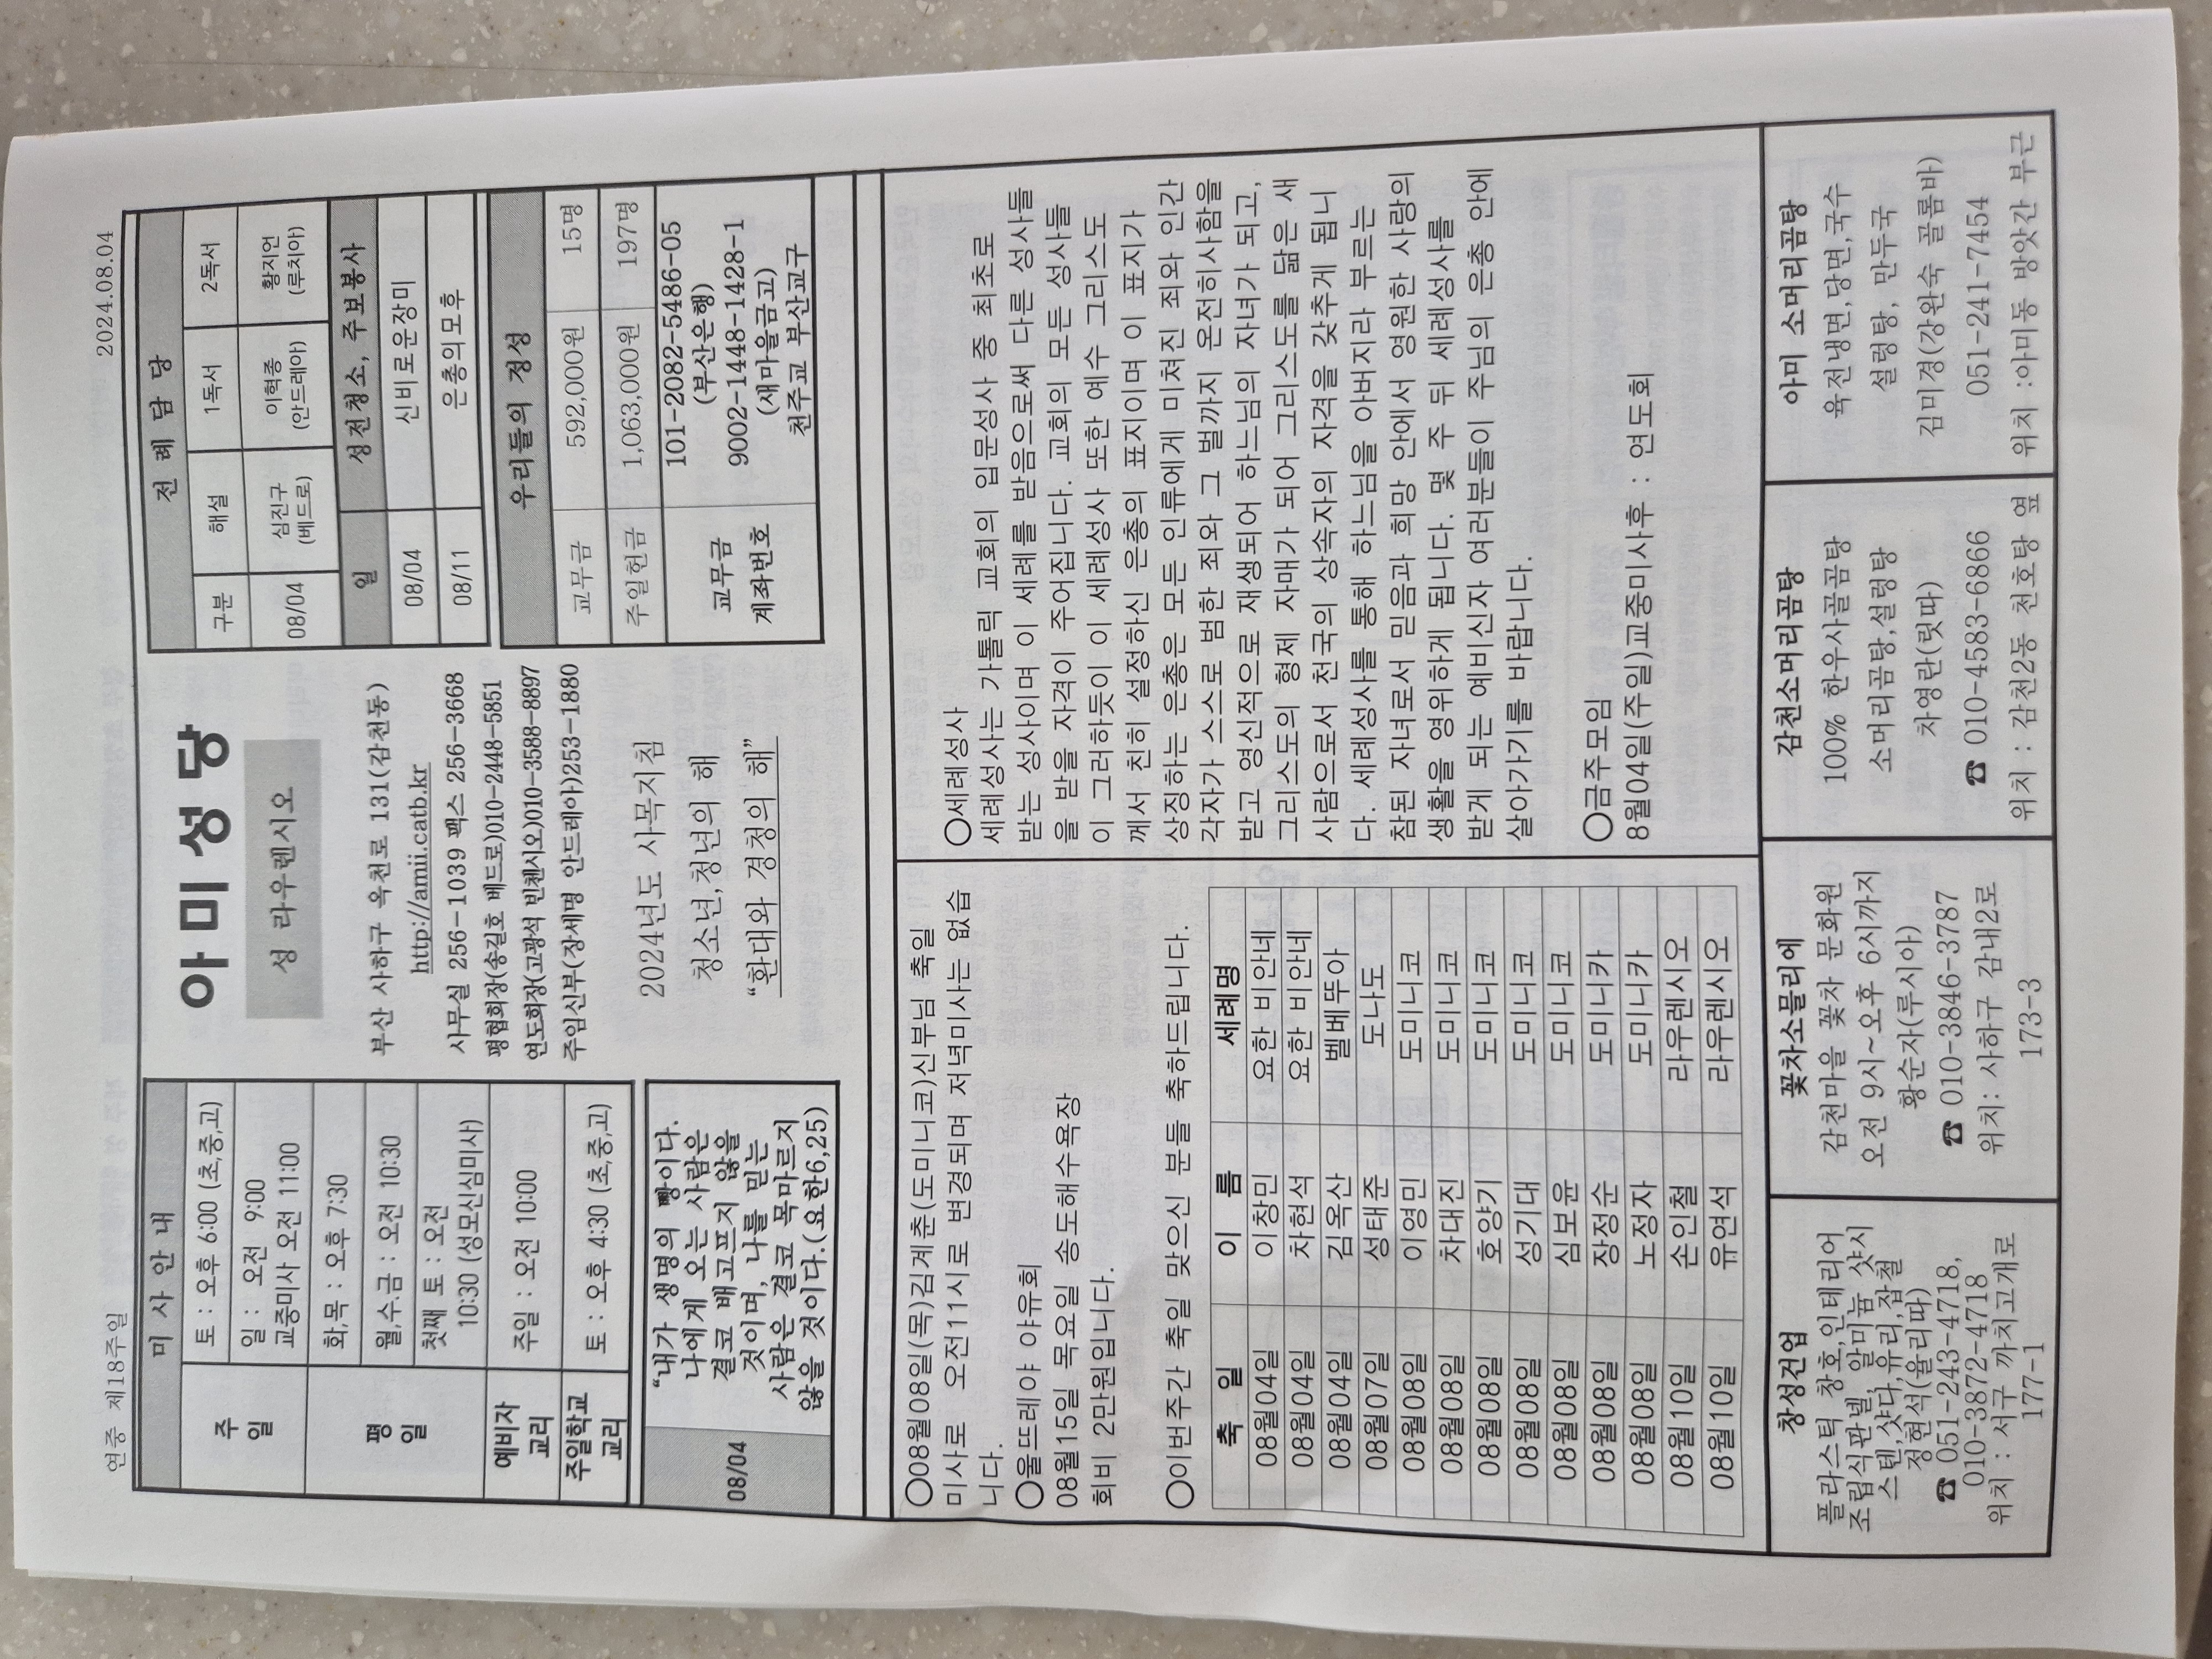 연중 제18주일
2024.08.04
미 사 안 내
주일
토 : 오후 6:00 (초,중,고)
일 : 오전 9:00
교중미사 오전 11:00
평일
화,목 : 오후 7:30
월,수,금 : 오전 10:30
첫째 토 : 오전
10:30 (성모신심미사)
예비자
교리
주일 : 오전 10:00
주일학교
교리
토 : 오후 4:30 (초,중,고)
08/04
“내가 생명의 빵이다.
나에게 오는 사람은
결코 배고프지 않을
것이며, 나를 믿는
사람은 결코 목마르지
않을 것이다.(요한6,25)
아미성당
성 라우렌시오
부산 사하구 옥천로 131(감천동)
http://amii.catb.kr
사무실 256-1039 팩스 256-3668
평협회장(송길호 베드로)010-2448-5851
연도회장(고광석 빈첸시오)010-3588-8897
주임신부(장세명 안드레아)253-1880
2024년도 사목지침
청소년,청년의 해
“환대와 경청의 해”
전 례 담 당
구분 해설 1독서 2독서
08/04 심진구 이혁종 황지언
(베드로) (안드레아) (루치아)
일 성전청소, 주보봉사
08/04 신비로운장미
08/11 은총의모후
우리들의 정성
교무금 592,000원 15명
주일헌금 1,063,000원 197명
교무금
계좌번호
101-2082-5486-05
(부산은행)
9002-1448-1428-1
(새마을금고)
천주교 부산교구
○08월08일(목)김계춘(도미니코)신부님 축일
미사로 오전11시로 변경되며 저녁미사는 없습
니다.
○울뜨레아 야유회
08월15일 목요일 송도해수욕장
회비 2만원입니다.
○이번주간 축일 맞으신 분들 축하드립니다.
축 일 이 름 세례명
08월04일 이창민 요한 비안네
08월04일 차현석 요한 비안네
08월04일 김옥산 벨베뚜아
08월07일 성태준 도나도
08월08일 이영민 도미니코
08월08일 차대진 도미니코
08월08일 호양기 도미니코
08월08일 성기대 도미니코
08월08일 심보윤 도미니코
08월08일 장정순 도미니카
08월08일 노정자 도미니카
08월10일 손인철 라우렌시오
08월10일 유연석 라우렌시오
○세례성사
세례성사는 가톨릭 교회의 입문성사 중 최초로
받는 성사이며 이 세례를 받음으로써 다른 성사들
을 받을 자격이 주어집니다. 교회의 모든 성사들
이 그러하듯이 이 세례성사 또한 예수 그리스도
께서 친히 설정하신 은총의 표지이며 이 표지가
상징하는 은총은 모든 인류에게 미쳐진 죄와 인간
각자가 스스로 범한 죄와 그 벌까지 온전히사함을
받고 영신적으로 재생되어 하느님의 자녀가 되고,
그리스도의 형제 자매가 되어 그리스도를 닮은 새
사람으로서 천국의 상속자의 자격을 갖추게 됩니
다. 세례성사를 통해 하느님을 아버지라 부르는
참된 자녀로서 믿음과 희망 안에서 영원한 사랑의
생활을 영위하게 됩니다. 몇 주 뒤 세례성사를
받게 되는 예비신자 여러분들이 주님의 은총 안에
살아가기를 바랍니다.
○금주모임
8월04일(주일)교중미사후 : 연도회
창성건업
플라스틱 창호,인테리어
조립식판넬, 알미늄 샷시
스텐,샷다,유리,잡철
정현석(율리따)
☎ 051-243-4718,
010-3872-4718
위치 : 서구 까치고개로
177-1
꽃차소믈리에
감천마을 꽃차 문화원
오전 9시~오후 6시까지
황순자(루시아)
☎ 010-3846-3787
위치: 사하구 감내2로
173-3
감천소머리곰탕
100% 한우사골곰탕
소머리곰탕,설렁탕
차영란(릿따)
☎ 010-4583-6866
위치 : 감천2동 천호탕 옆
아미 소머리곰탕
육전냉면,당면,국수
설렁탕, 만두국
김미경(강완숙 골롬바)
051-241-7454
위치 :아미동 방앗간 부근